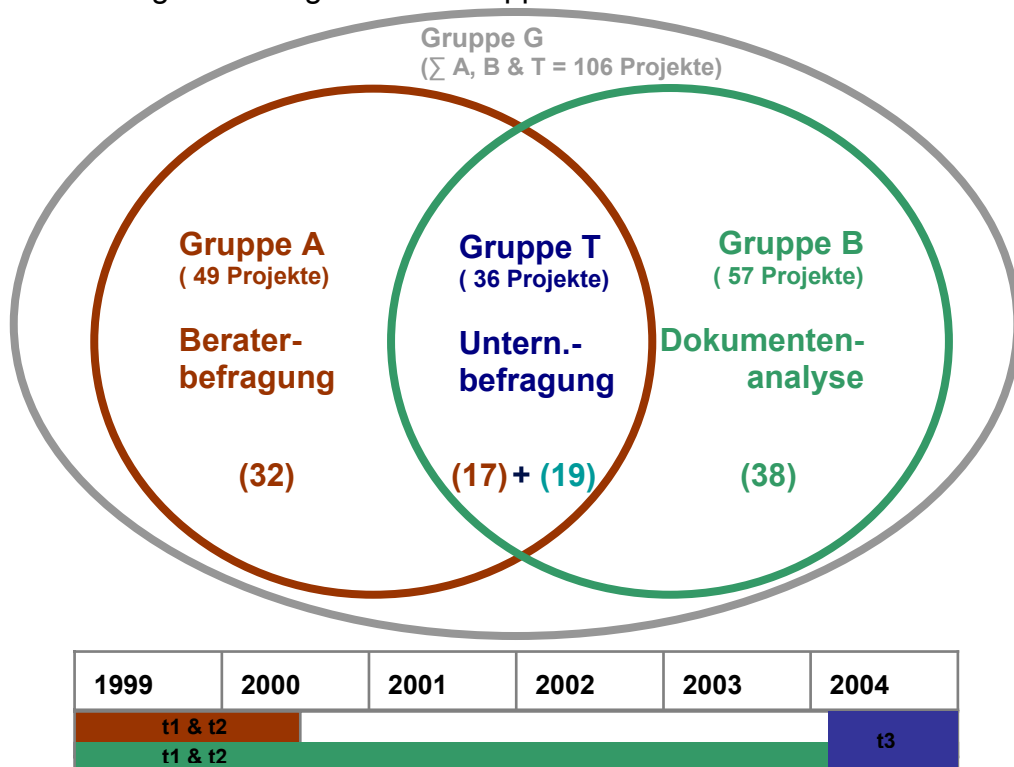 Gruppe G
(∑ A, B & T = 106 Projekte)
Gruppe A
( 49 Projekte)
Berater-
befragung
(32)
Gruppe T
( 36 Projekte)
Untern.-
befragung
(17) + (19)
Gruppe B
( 57 Projekte)
Dokumenten-
analyse
(38)
1999 2000 2001 2002 2003 2004
t1 & t2
t3
t1 & t2